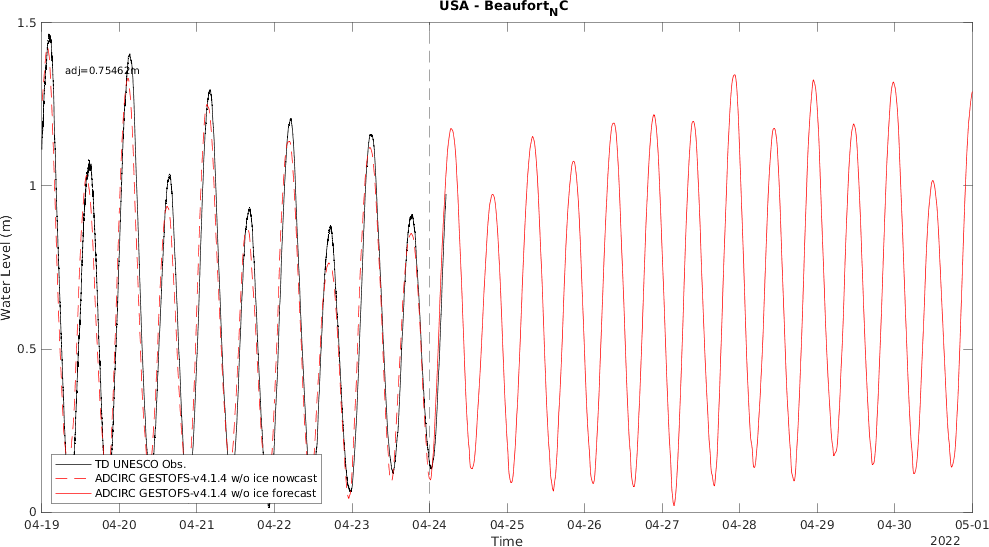 USA - BeaufortNC
adj=0.75462m
1.5
1
0.5
0
Water Level (m)
TD UNESCO Obs.
ADCIRC GESTOFS-v4.1.4 w/o ice nowcast
ADCIRC GESTOFS-v4.1.4 w/o ice forecast
04-19 04-20 04-21 04-22 04-23 04-24 04-25 04-26 04-27 04-28 04-29 04-30 05-01
Time
2022